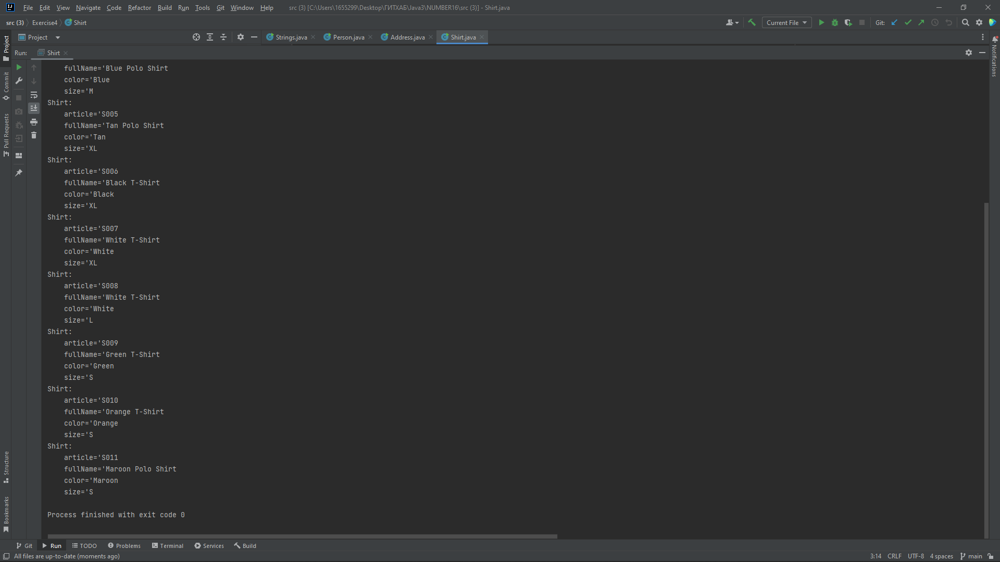 File Edit View Navigate Code Refactor Build Run Tools Git Window Help src (3) [C:\Users\1655299\Desktop\ГИТХАБ\Java3\NUMBER16\src (3)] - Shirt.java
src (3) Exercise4 Shirt Current File Git:
Project Strings.java Person.java Address.java Shirt.java
Run: Shirt
fullName='Blue Polo Shirt
color='Blue
size='M
Shirt:
article='S005
fullName='Tan Polo Shirt
color='Tan
size='XL
Shirt:
article='S006
fullName='Black T-Shirt
color='Black
size='XL
Shirt:
article='S007
fullName='White T-Shirt
color='White
size='XL
Shirt:
article='S008
fullName='White T-Shirt
color='White
size='L
Shirt:
article='S009
fullName='Green T-Shirt
color='Green
size='S
Shirt:
article='S010
fullName='Orange T-Shirt
color='Orange
size='S
Shirt:
article='S011
fullName='Maroon Polo Shirt
color='Maroon
size='S
Process finished with exit code 0
Project
Commit
Pull Requests
Structure
Bookmarks
Notifications
Git Run TODO Problems Terminal Services Build
All files are up-to-date (moments ago) 3:14 CRLF UTF-8 4 spaces main